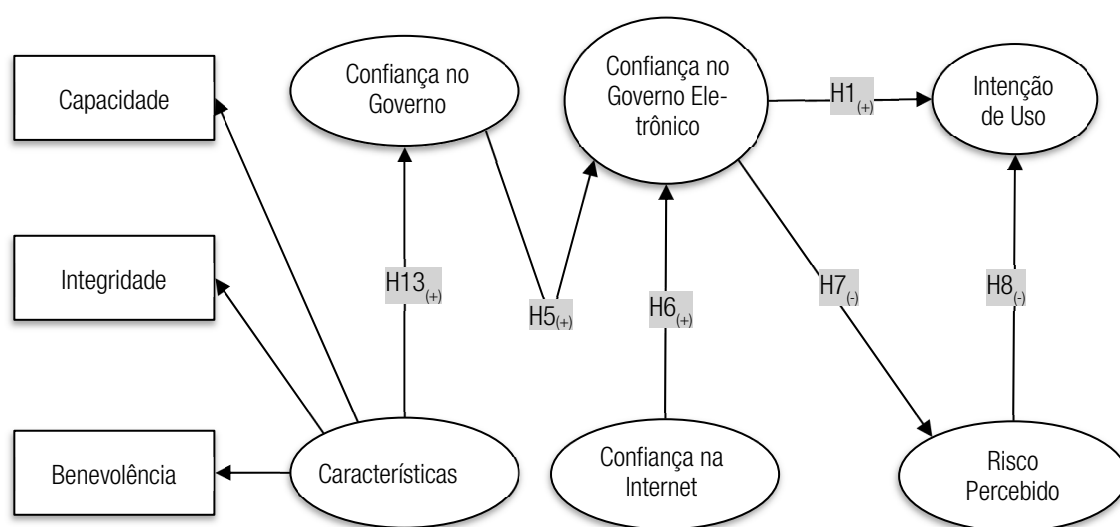 Capacidade
Confiança no
Governo
Confiança no
Governo Ele-
trônico
H1(+)
Intenção
de Uso
Integridade
H13(+)
H5(+)
H6(+)
H7(-)
H8(-)
Benevolência
Características
Confiança na
Internet
Risco
Percebido